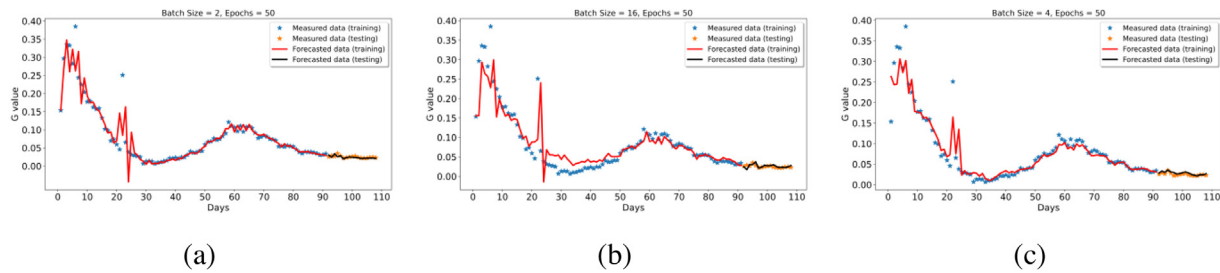 Batch Size = 2, Epochs = 50
Measured data (training)
Measured data (testing)
Forecasted data (training)
Forecasted data (testing)
G value
0.40
0.35
0.30
0.25
0.20
0.15
0.10
0.05
0.00
0 10 20 30 40 50 60 70 80 90 100 110
Days
(a)
Batch Size = 16, Epochs = 50
Measured data (training)
Measured data (testing)
Forecasted data (training)
Forecasted data (testing)
G value
0.40
0.35
0.30
0.25
0.20
0.15
0.10
0.05
0.00
0 10 20 30 40 50 60 70 80 90 100 110
Days
(b)
Batch Size = 4, Epochs = 50
Measured data (training)
Measured data (testing)
Forecasted data (training)
Forecasted data (testing)
G value
0.40
0.35
0.30
0.25
0.20
0.15
0.10
0.05
0.00
0 10 20 30 40 50 60 70 80 90 100 110
Days
(c)